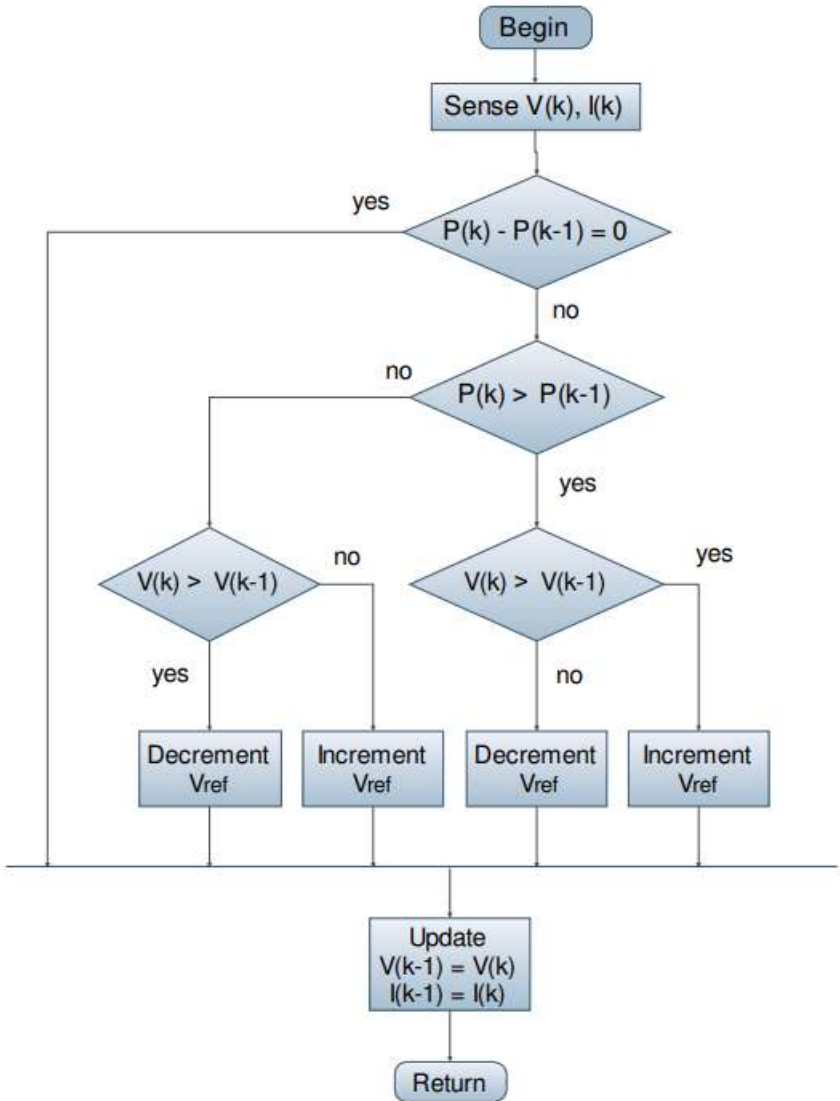 Begin
Sense V(k), I(k)
yes
P(k) - P(k-1) = 0
no
no
P(k) > P(k-1)
yes
V(k) > V(k-1)
no
V(k) > V(k-1)
yes
yes
no
Decrement
Vref
Increment
Vref
Decrement
Vref
Increment
Vref
Update
V(k-1) = V(k)
I(k-1) = I(k)
Return